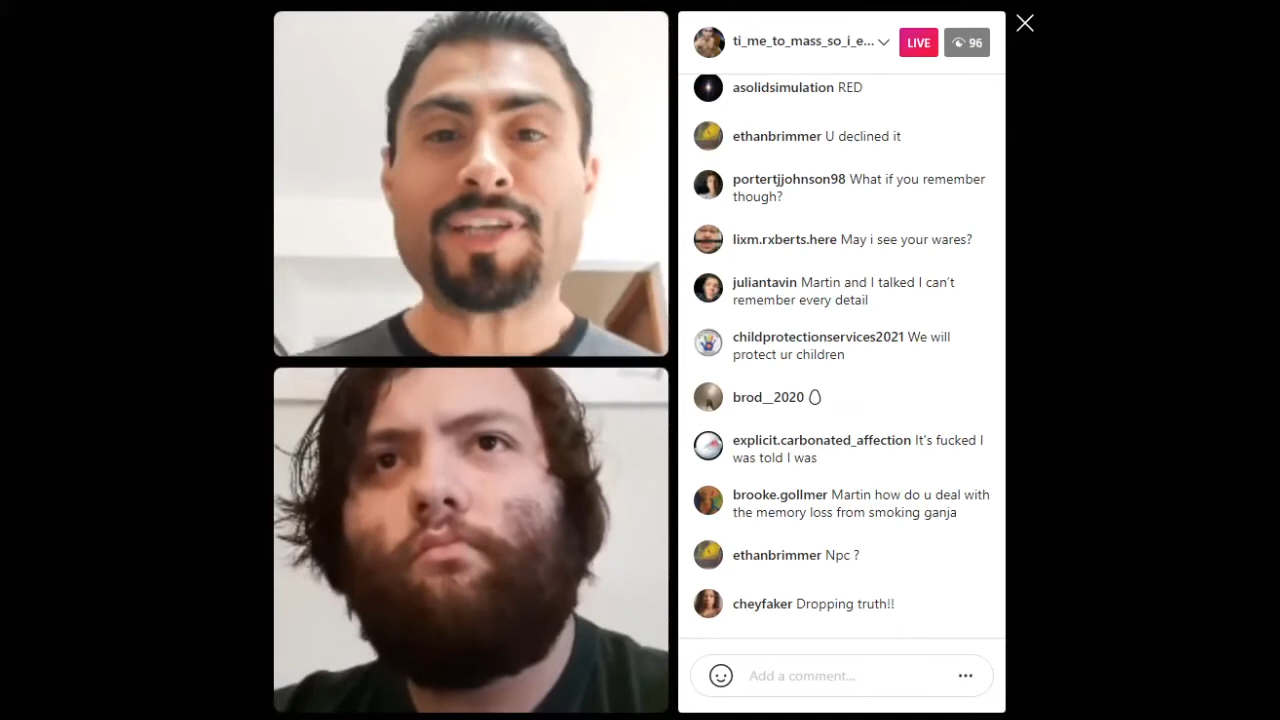 ti_me_to_mass_so_i_e... LIVE 96
asolidsimulation RED
ethanbrimmer U declined it
portertjjohnson98 What if you remember
though?
lixm.rxberts.here May i see your wares?
juliantavin Martin and I talked I can't
remember every detail
childprotectionservices2021 We will
protect ur children
brod__2020
explicit.carbonated_affection It's fucked I
was told I was
brooke.gollmer Martin how do u deal with
the memory loss from smoking ganja
ethanbrimmer Npc ?
cheyfaker Dropping truth!!
Add a comment...